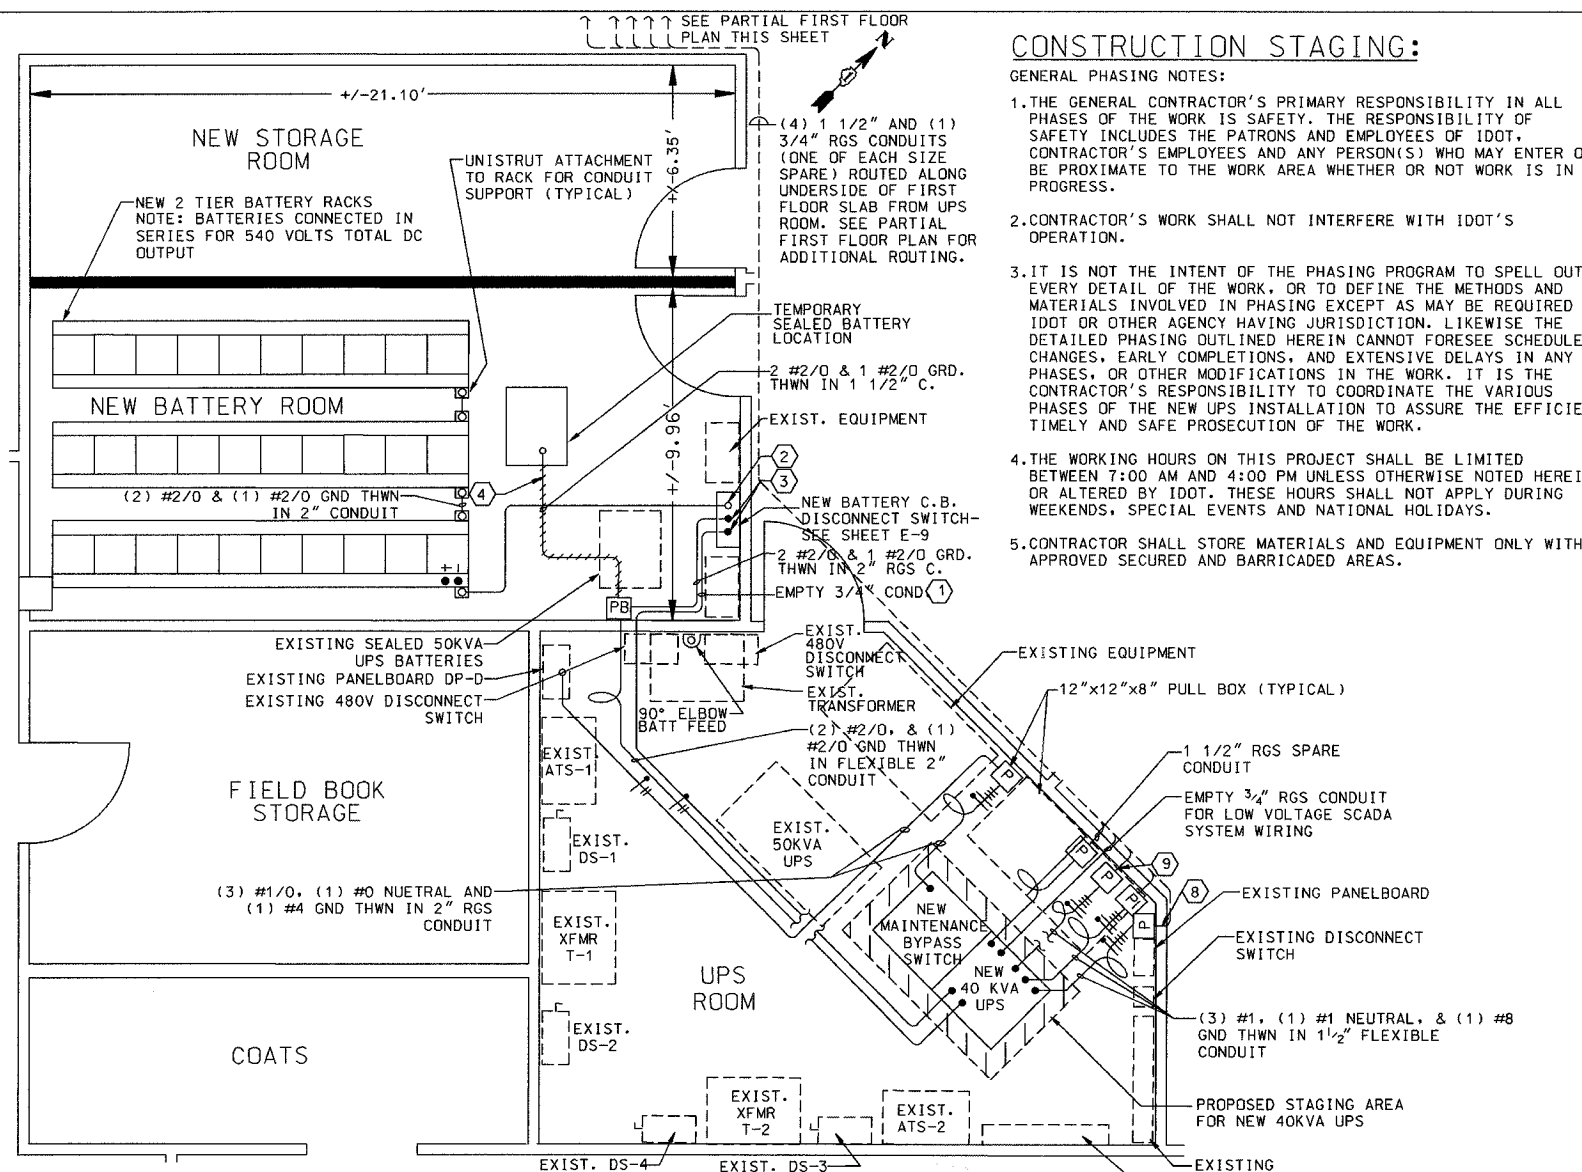 SEE PARTIAL FIRST FLOOR
PLAN THIS SHEET
N
+/-21.10'
NEW STORAGE
ROOM
+/-6.35'
UNISTRUT ATTACHMENT
TO RACK FOR CONDUIT
SUPPORT (TYPICAL)
(4) 1 1/2" AND (1)
3/4" RGS CONDUITS
(ONE OF EACH SIZE
SPARE) ROUTED ALONG
UNDERSIDE OF FIRST
FLOOR SLAB FROM UPS
ROOM. SEE PARTIAL
FIRST FLOOR PLAN FOR
ADDITIONAL ROUTING.
NEW 2 TIER BATTERY RACKS
NOTE: BATTERIES CONNECTED IN
SERIES FOR 540 VOLTS TOTAL DC
OUTPUT
TEMPORARY
SEALED BATTERY
LOCATION
2 #2/0 & 1 #2/0 GRD.
THWN IN 1 1/2" C.
NEW BATTERY ROOM
+/-9.96'
EXIST. EQUIPMENT
2
3
4
(2) #2/0 & (1) #2/0 GND THWN
IN 2" CONDUIT
NEW BATTERY C.B.
DISCONNECT SWITCH-
SEE SHEET E-9
2 #2/0 & 1 #2/0 GRD.
THWN IN 2" RGS C.
EMPTY 3/4" COND
1
+ -
PB
EXISTING SEALED 50KVA
UPS BATTERIES
EXISTING PANELBOARD DP-D
EXISTING 480V DISCONNECT
SWITCH
EXIST.
480V
DISCONNECT
SWITCH
EXIST.
TRANSFORMER
90° ELBOW
BATT FEED
(2) #2/0, & (1)
#2/0 GND THWN
IN FLEXIBLE 2"
CONDUIT
EXISTING EQUIPMENT
12"x12"x8" PULL BOX (TYPICAL)
1 1/2" RGS SPARE
CONDUIT
EMPTY 3/4" RGS CONDUIT
FOR LOW VOLTAGE SCADA
SYSTEM WIRING
P
P
P
P
P
9
8
FIELD BOOK
STORAGE
EXIST.
ATS-1
EXIST.
DS-1
EXIST.
50KVA
UPS
(3) #1/0, (1) #0 NUETRAL AND
(1) #4 GND THWN IN 2" RGS
CONDUIT
EXIST.
XFMR
T-1
NEW
MAINTENANCE
BYPASS
SWITCH
EXISTING PANELBOARD
EXISTING DISCONNECT
SWITCH
UPS
ROOM
NEW
40 KVA
UPS
(3) #1, (1) #1 NEUTRAL, & (1) #8
GND THWN IN 1 1/2" FLEXIBLE
CONDUIT
COATS
EXIST.
DS-2
EXIST.
XFMR
T-2
EXIST.
ATS-2
PROPOSED STAGING AREA
FOR NEW 40KVA UPS
EXIST. DS-4
EXIST. DS-3
EXISTING
CONSTRUCTION STAGING:
GENERAL PHASING NOTES:
1.THE GENERAL CONTRACTOR'S PRIMARY RESPONSIBILITY IN ALL
PHASES OF THE WORK IS SAFETY. THE RESPONSIBILITY OF
SAFETY INCLUDES THE PATRONS AND EMPLOYEES OF IDOT,
CONTRACTOR'S EMPLOYEES AND ANY PERSON(S) WHO MAY ENTER O
BE PROXIMATE TO THE WORK AREA WHETHER OR NOT WORK IS IN
PROGRESS.
2.CONTRACTOR'S WORK SHALL NOT INTERFERE WITH IDOT'S
OPERATION.
3.IT IS NOT THE INTENT OF THE PHASING PROGRAM TO SPELL OUT
EVERY DETAIL OF THE WORK, OR TO DEFINE THE METHODS AND
MATERIALS INVOLVED IN PHASING EXCEPT AS MAY BE REQUIRED
IDOT OR OTHER AGENCY HAVING JURISDICTION. LIKEWISE THE
DETAILED PHASING OUTLINED HEREIN CANNOT FORESEE SCHEDULE
CHANGES, EARLY COMPLETIONS, AND EXTENSIVE DELAYS IN ANY
PHASES, OR OTHER MODIFICATIONS IN THE WORK. IT IS THE
CONTRACTOR'S RESPONSIBILITY TO COORDINATE THE VARIOUS
PHASES OF THE NEW UPS INSTALLATION TO ASSURE THE EFFICIE
TIMELY AND SAFE PROSECUTION OF THE WORK.
4.THE WORKING HOURS ON THIS PROJECT SHALL BE LIMITED
BETWEEN 7:00 AM AND 4:00 PM UNLESS OTHERWISE NOTED HEREI
OR ALTERED BY IDOT. THESE HOURS SHALL NOT APPLY DURING
WEEKENDS, SPECIAL EVENTS AND NATIONAL HOLIDAYS.
5.CONTRACTOR SHALL STORE MATERIALS AND EQUIPMENT ONLY WITH
APPROVED SECURED AND BARRICADED AREAS.